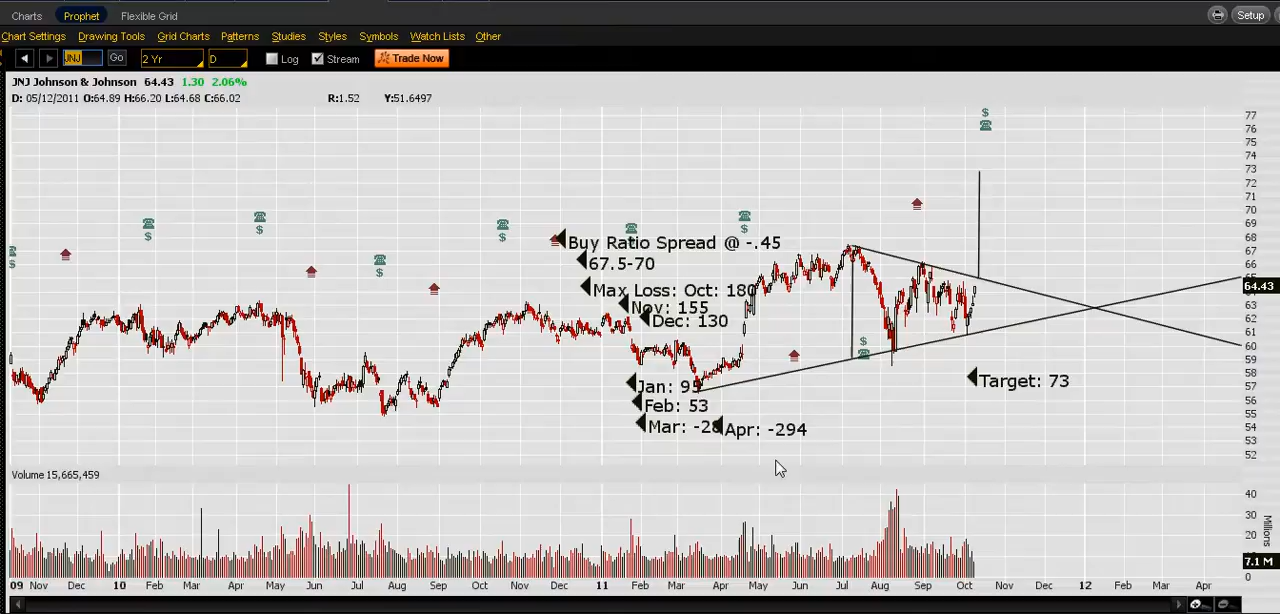 Charts Prophet Flexible Grid Setup
Chart Settings Drawing Tools Grid Charts Patterns Studies Styles Symbols Watch Lists Other
JNJ Go 2 Yr D Log Stream Trade Now
JNJ Johnson & Johnson 64.43 1.30 2.06%
D: 05/12/2011 O:64.89 H:66.20 L:64.68 C:66.02 R:1.52 Y:51.6497
77
76
75
74
73
72
71
70
69
68
67
66
65
64.43
63
62
61
60
59
58
57
56
55
54
53
52
Buy Ratio Spread @ -.45
67.5-70
Max Loss: Oct: 180
Nov: 155
Dec: 130
Jan: 95
Feb: 53
Mar: -28
Apr: -294
Target: 73
Volume 15,665,459
40
30
20
Millions
7.1 M
0
09 Nov Dec 10 Feb Mar Apr May Jun Jul Aug Sep Oct Nov Dec 11 Feb Mar Apr May Jun Jul Aug Sep Oct Nov Dec 12 Feb Mar Apr